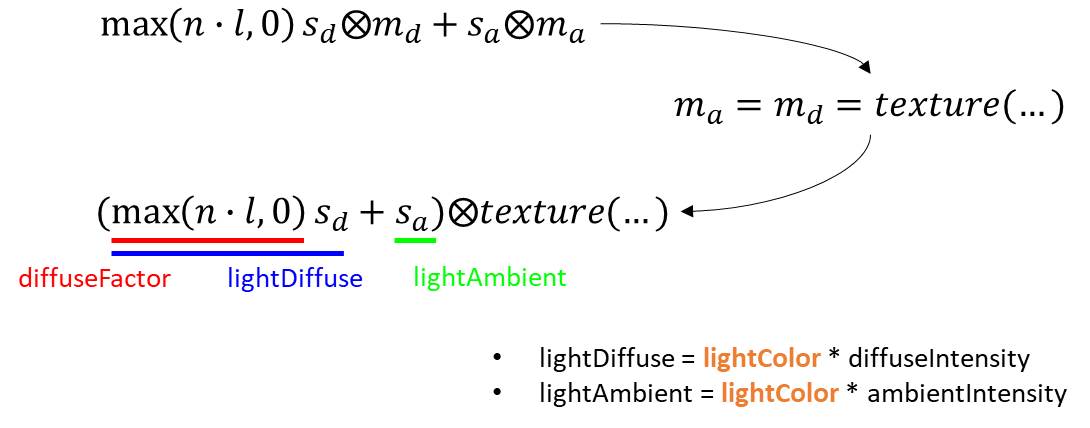 max(n · l, 0) s_d⊗m_d + s_a⊗m_a
m_a = m_d = texture(…)
(max(n · l, 0) s_d + s_a)⊗texture(…)
diffuseFactor lightDiffuse lightAmbient
• lightDiffuse = lightColor * diffuseIntensity
• lightAmbient = lightColor * ambientIntensity